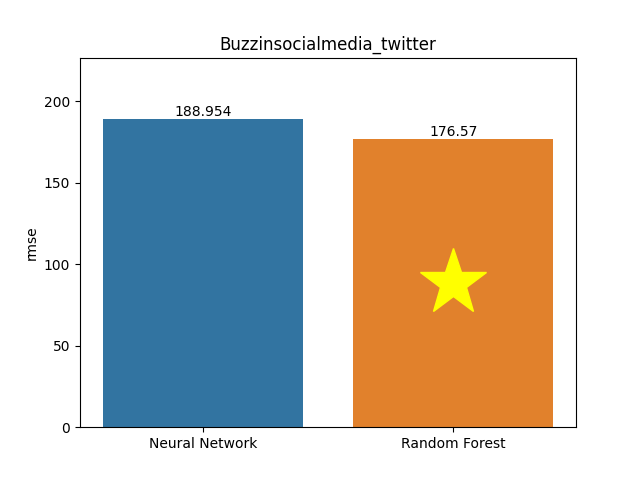 Buzzinsocialmedia_twitter
rmse
200
150
100
50
0
188.954
176.57
Neural Network
Random Forest